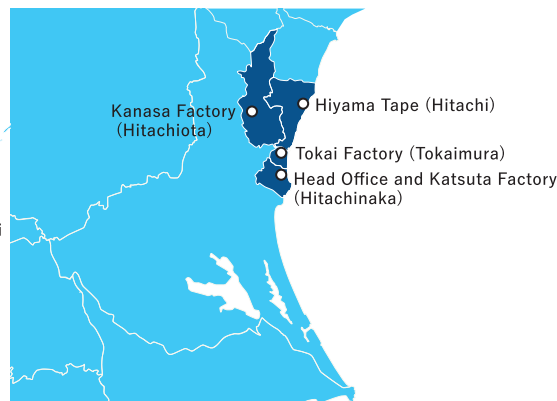 Kanasa Factory
(Hitachiota)
Hiyama Tape (Hitachi)
Tokai Factory (Tokaimura)
Head Office and Katsuta Factory
(Hitachinaka)